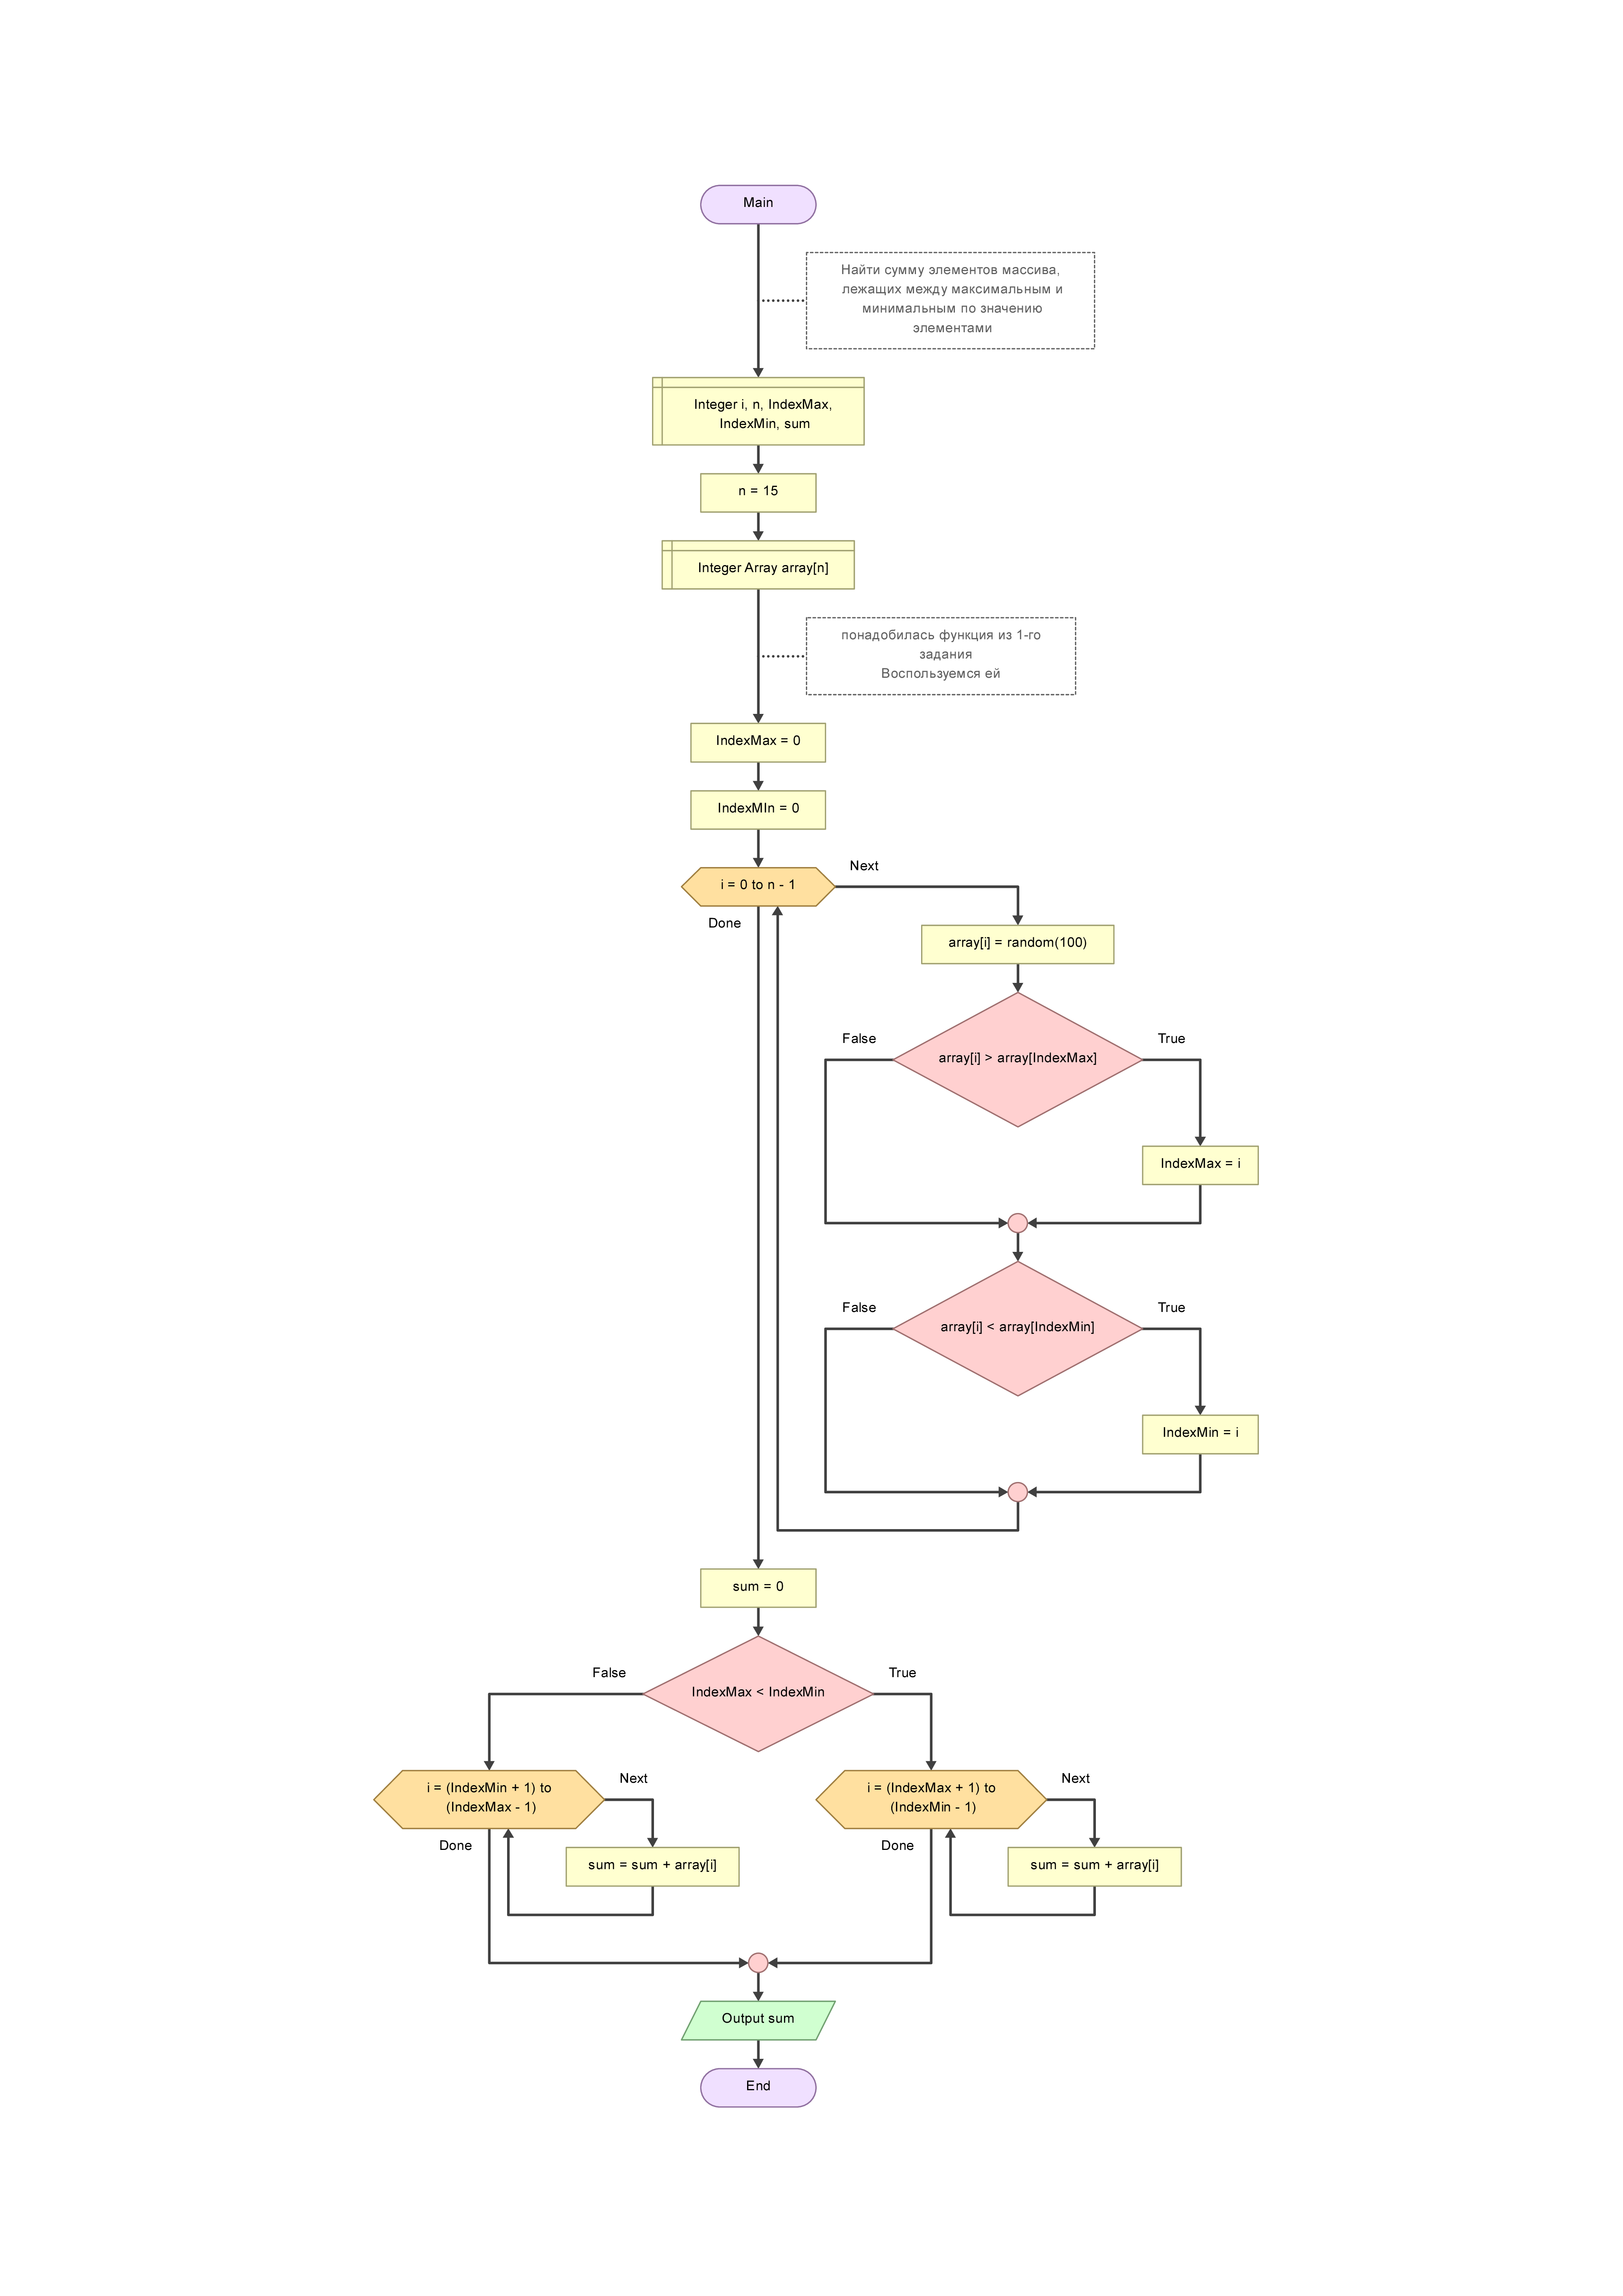 Main
Найти сумму элементов массива,
лежащих между максимальным и
минимальным по значению
элементами
Integer i, n, IndexMax,
IndexMin, sum
n = 15
Integer Array array[n]
понадобилась функция из 1-го
задания
Воспользуемся ей
IndexMax = 0
IndexMIn = 0
i = 0 to n - 1
Next
Done
array[i] = random(100)
array[i] > array[IndexMax]
False
True
IndexMax = i
array[i] < array[IndexMin]
False
True
IndexMin = i
sum = 0
IndexMax < IndexMin
False
True
i = (IndexMin + 1) to
(IndexMax - 1)
Next
Done
sum = sum + array[i]
i = (IndexMax + 1) to
(IndexMin - 1)
Next
Done
sum = sum + array[i]
Output sum
End